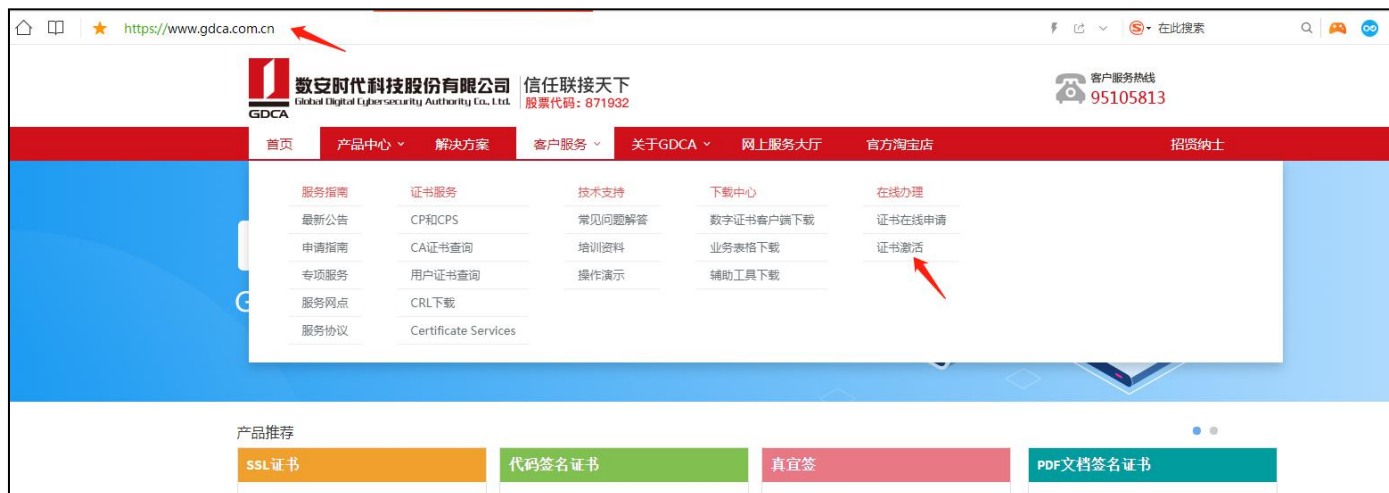 https://www.gdca.com.cn
在此搜索
GDCA
数安时代科技股份有限公司
Global Digital Cybersecurity Authority Co., Ltd.
信任联接天下
股票代码: 871932
客户服务热线
95105813
首页 产品中心 解决方案 客户服务 关于GDCA 网上服务大厅 官方淘宝店 招贤纳士
服务指南 证书服务 技术支持 下载中心 在线办理
最新公告 CP和CPS 常见问题解答 数字证书客户端下载 证书在线申请
申请指南 CA证书查询 培训资料 业务表格下载 证书激活
专项服务 用户证书查询 操作演示 辅助工具下载
服务网点 CRL下载
服务协议 Certificate Services
G
产品推荐
SSL证书 代码签名证书 真宜签 PDF文档签名证书